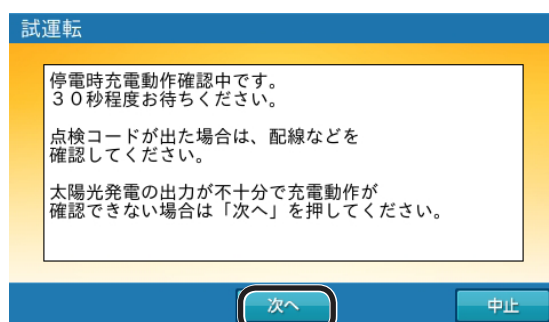 試運転
停電時充電動作確認中です。
３０秒程度お待ちください。
点検コードが出た場合は、配線などを
確認してください。
太陽光発電の出力が不十分で充電動作が
確認できない場合は「次へ」を押してください。
次へ
中止